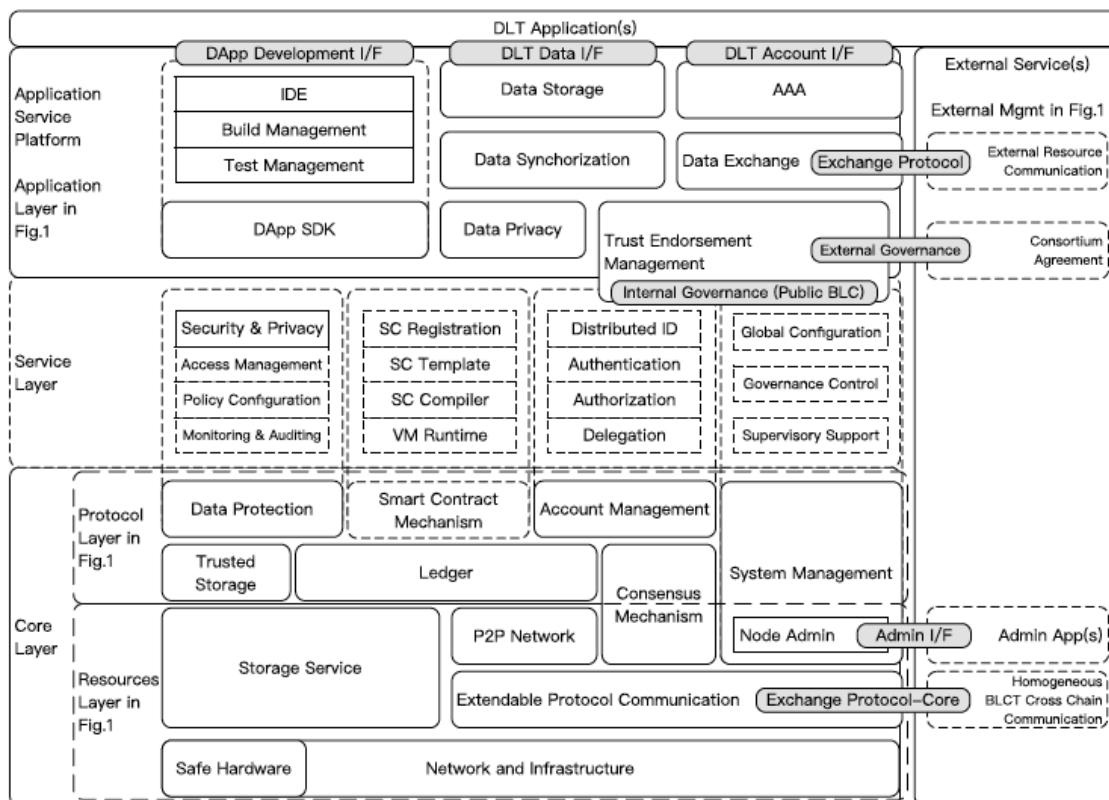 DLT Application(s)
DApp Development I/F
DLT Data I/F
DLT Account I/F
External Service(s)
External Mgmt in Fig.1
Application
Service
Platform
Application
Layer in
Fig.1
IDE
Build Management
Test Management
DApp SDK
Data Storage
AAA
Data Synchorization
Data Exchange
Exchange Protocol
External Resource
Communication
Data Privacy
Trust Endorsement
Management
External Governance
Consortium
Agreement
Internal Governance (Public BLC)
Service
Layer
Security & Privacy
Access Management
Policy Configuration
Monitoring & Auditing
SC Registration
SC Template
SC Compiler
VM Runtime
Distributed ID
Authentication
Authorization
Delegation
Global Configuration
Governance Control
Supervisory Support
Core
Layer
Protocol
Layer in
Fig.1
Data Protection
Smart Contract
Mechanism
Account Management
Trusted
Storage
Ledger
Consensus
Mechanism
System Management
Resources
Layer in
Fig.1
Storage Service
P2P Network
Node Admin
Admin I/F
Admin App(s)
Extendable Protocol Communication
Exchange Protocol-Core
Homogeneous
BLCT Cross Chain
Communication
Safe Hardware
Network and Infrastructure